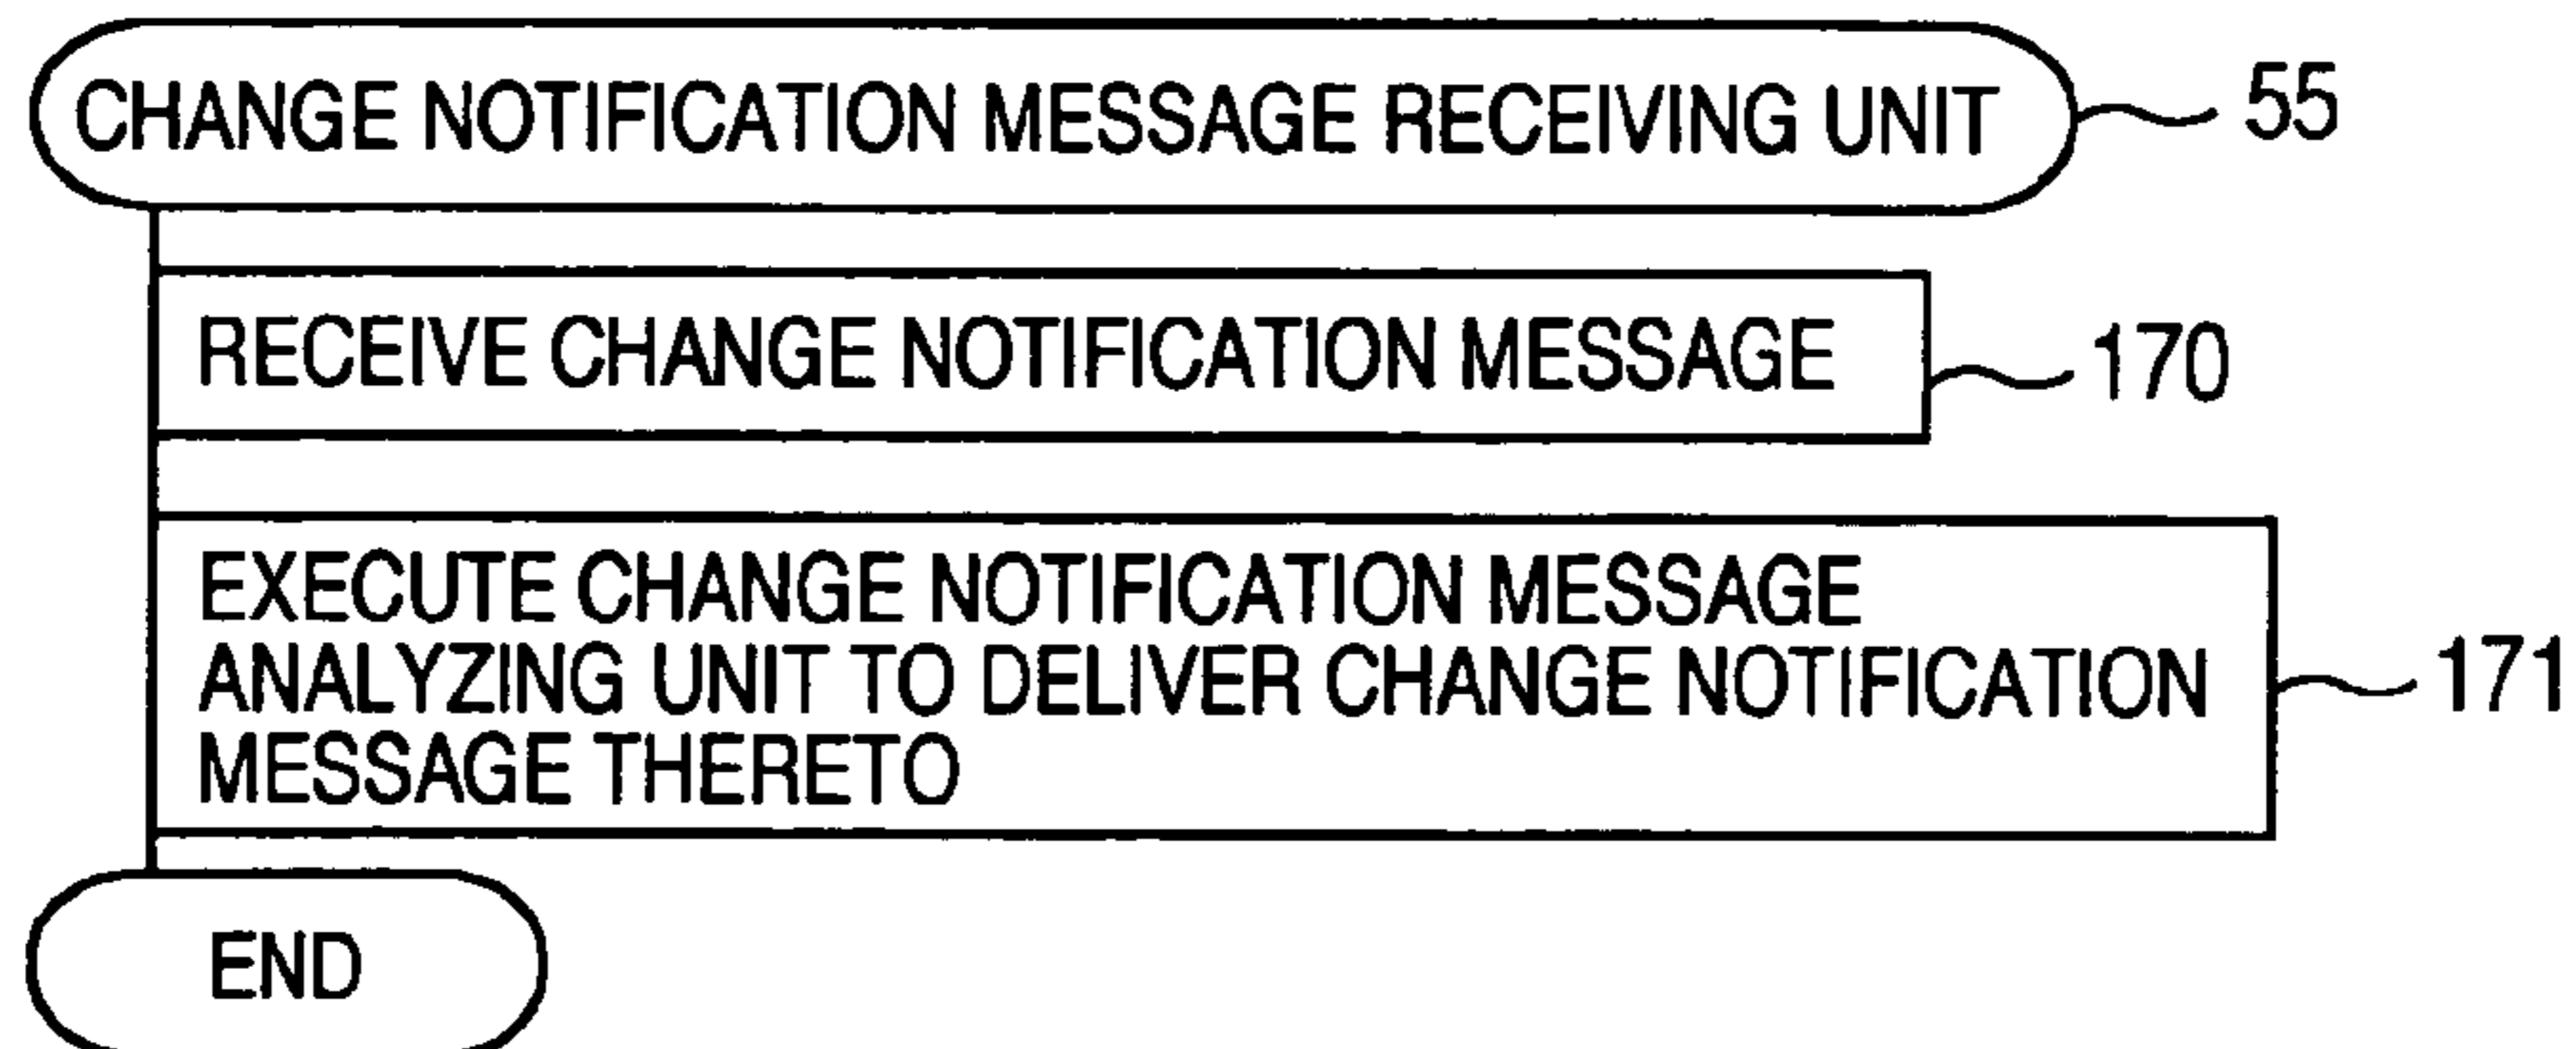 CHANGE NOTIFICATION MESSAGE RECEIVING UNIT 55
RECEIVE CHANGE NOTIFICATION MESSAGE 170
EXECUTE CHANGE NOTIFICATION MESSAGE
ANALYZING UNIT TO DELIVER CHANGE NOTIFICATION 171
MESSAGE THERETO
END